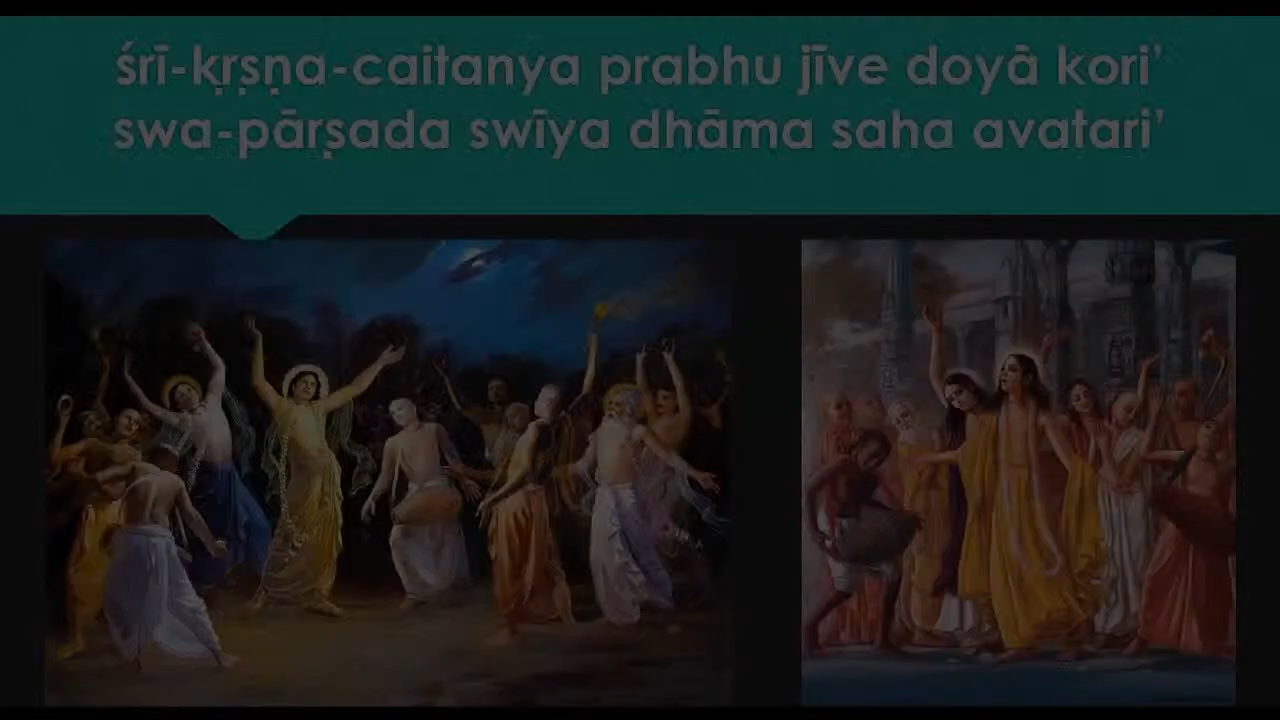 śrī-kṛṣṇa-caitanya prabhu jīve doyā kori’
swa-pārṣada swīya dhāma saha avatari’